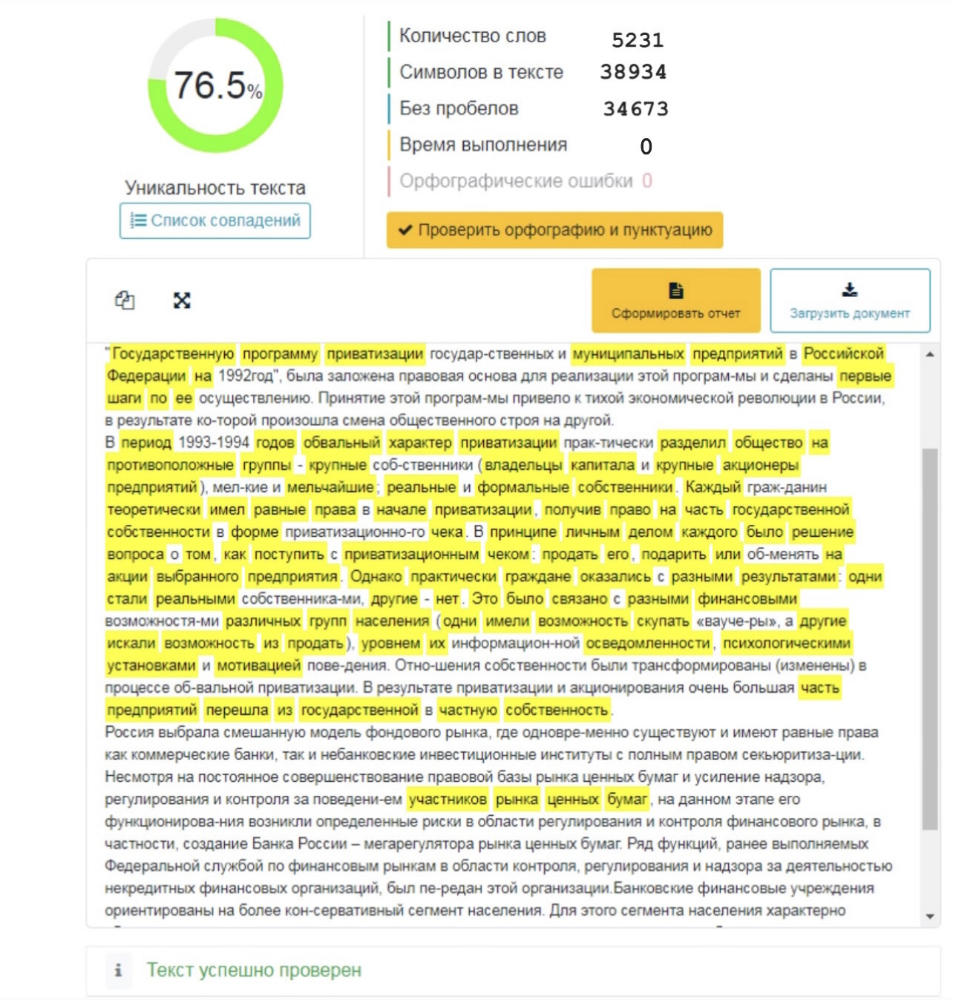 76.5%
Уникальность текста
Список совпадений
Количество слов 5231
Символов в тексте 38934
Без пробелов 34673
Время выполнения 0
Орфографические ошибки 0
Проверить орфографию и пунктуацию
Сформировать отчет
Загрузить документ
"Государственную программу приватизации государ-ственных и муниципальных предприятий в Российской
Федерации на 1992год", была заложена правовая основа для реализации этой програм-мы и сделаны первые
шаги по ее осуществлению. Принятие этой програм-мы привело к тихой экономической революции в России,
в результате ко-торой произошла смена общественного строя на другой.
В период 1993-1994 годов обвальный характер приватизации прак-тически разделил общество на
противоположные группы - крупные соб-ственники (владельцы капитала и крупные акционеры
предприятий), мел-кие и мельчайшие; реальные и формальные собственники. Каждый граж-данин
теоретически имел равные права в начале приватизации, получив право на часть государственной
собственности в форме приватизационно-го чека. В принципе личным делом каждого было решение
вопроса о том, как поступить с приватизационным чеком: продать его, подарить или об-менять на
акции выбранного предприятия. Однако практически граждане оказались с разными результатами: одни
стали реальными собственника-ми, другие - нет. Это было связано с разными финансовыми
возможностя-ми различных групп населения (одни имели возможность скупать «вауче-ры», а другие
искали возможность из продать), уровнем их информацион-ной осведомленности, психологическими
установками и мотивацией пове-дения. Отно-шения собственности были трансформированы (изменены) в
процессе об-вальной приватизации. В результате приватизации и акционирования очень большая часть
предприятий перешла из государственной в частную собственность.
Россия выбрала смешанную модель фондового рынка, где одновре-менно существуют и имеют равные права
как коммерческие банки, так и небанковские инвестиционные институты с полным правом секьюритиза-ции.
Несмотря на постоянное совершенствование правовой базы рынка ценных бумаг и усиление надзора,
регулирования и контроля за поведени-ем участников рынка ценных бумаг, на данном этапе его
функционирова-ния возникли определенные риски в области регулирования и контроля финансового рынка, в
частности, создание Банка России – мегарегулятора рынка ценных бумаг. Ряд функций, ранее выполняемых
Федеральной службой по финансовым рынкам в области контроля, регулирования и надзора за деятельностью
некредитных финансовых организаций, был пе-редан этой организации.Банковские финансовые учреждения
ориентированы на более кон-сервативный сегмент населения. Для этого сегмента населения характерно
Текст успешно проверен